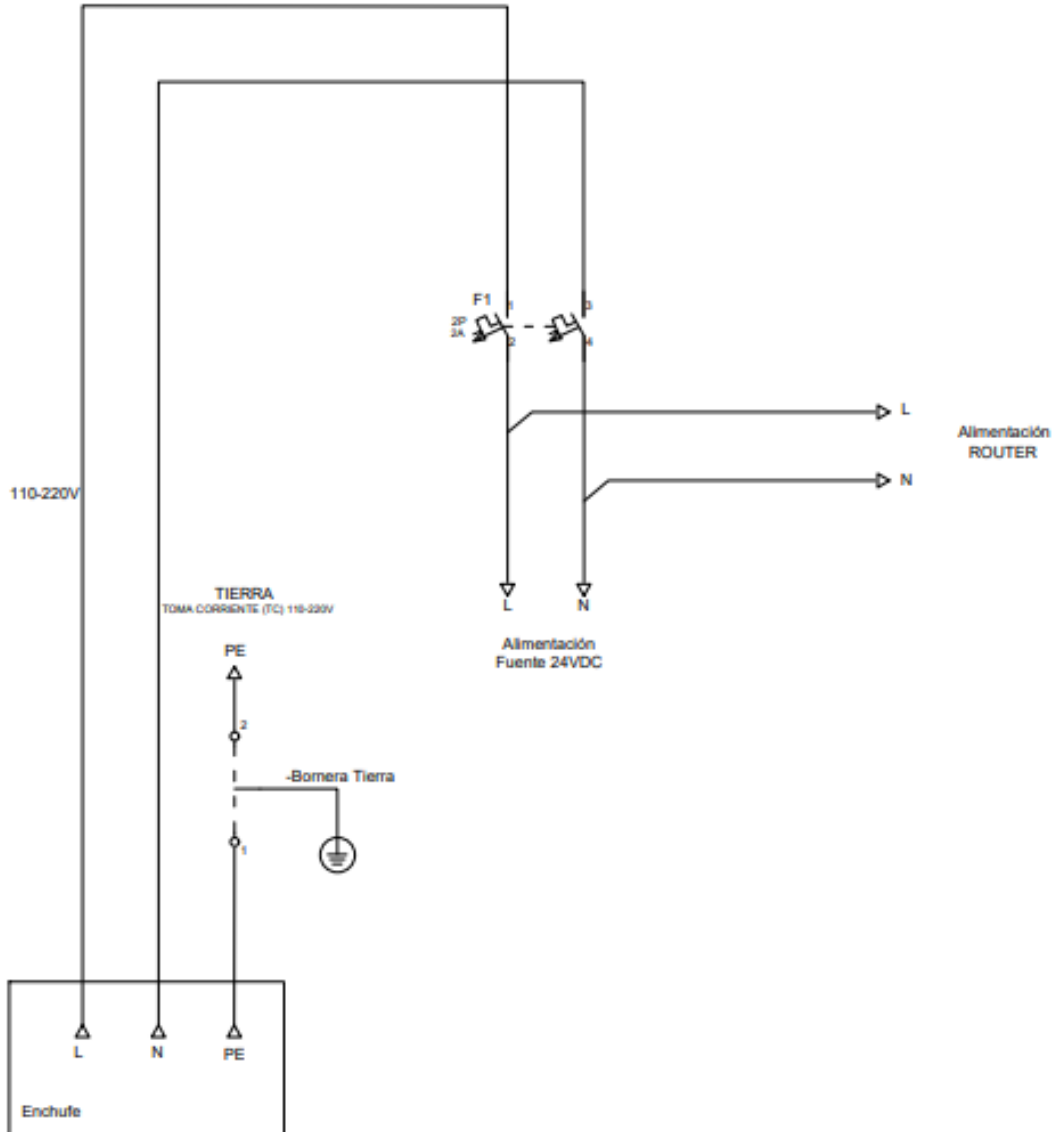 F1
1
3
2P
2A
2
4
L
Alimentación
ROUTER
N
110-220V
TIERRA
TOMA CORRIENTE (TC) 110-220V
L
N
PE
Alimentación
Fuente 24VDC
2
-Bornera Tierra
1
L
N
PE
Enchufe